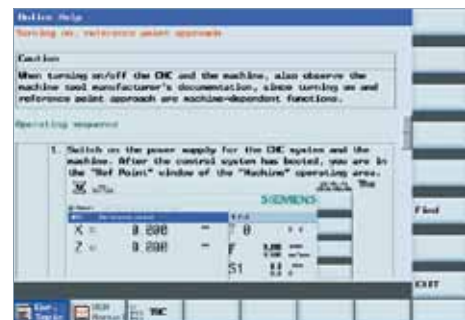 Online Help
Turning on, reference point approach
Caution
When turning on/off the CNC and the machine, also observe the
machine tool manufacturer's documentation, since turning on and
reference point approach are machine-dependent functions.
Operating sequence
1. Switch on the power supply for the CNC system and the
machine. After the control system has booted, you are in
the "Ref Point" window of the "Machine" operating area.
The
SIEMENS
X = 0.000
Z = 0.000
T 0
F
S1
Find
EXIT
Cur.
Topic
TOC